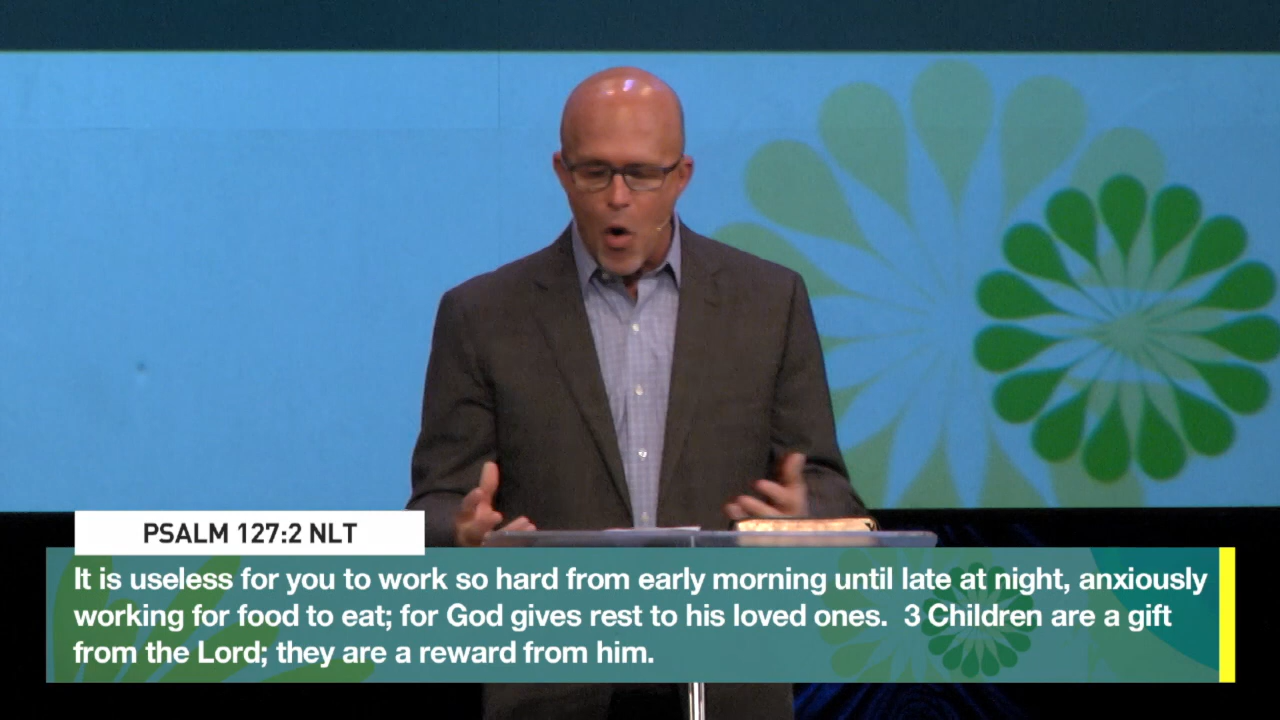 PSALM 127:2 NLT
It is useless for you to work so hard from early morning until late at night, anxiously
working for food to eat; for God gives rest to his loved ones.  3 Children are a gift
from the Lord; they are a reward from him.